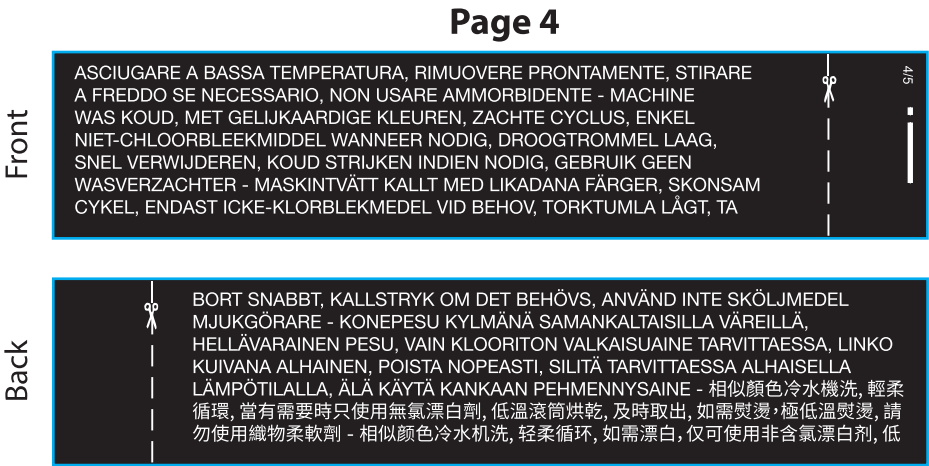 Page 4
Front
ASCIUGARE A BASSA TEMPERATURA, RIMUOVERE PRONTAMENTE, STIRARE
A FREDDO SE NECESSARIO, NON USARE AMMORBIDENTE - MACHINE
WAS KOUD, MET GELIJKAARDIGE KLEUREN, ZACHTE CYCLUS, ENKEL
NIET-CHLOORBLEEKMIDDEL WANNEER NODIG, DROOGTROMMEL LAAG,
SNEL VERWIJDEREN, KOUD STRIJKEN INDIEN NODIG, GEBRUIK GEEN
WASVERZACHTER - MASKINTVÄTT KALLT MED LIKADANA FÄRGER, SKONSAM
CYKEL, ENDAST ICKE-KLORBLEKMEDEL VID BEHOV, TORKTUMLA LÅGT, TA
4/5
Back
BORT SNABBT, KALLSTRYK OM DET BEHÖVS, ANVÄND INTE SKÖLJMEDEL
MJUKGÖRARE - KONEPESU KYLMÄNÄ SAMANKALTAISILLA VÄREILLÄ,
HELLÄVARAINEN PESU, VAIN KLOORITON VALKAISUAINE TARVITTAESSA, LINKO
KUIVANA ALHAINEN, POISTA NOPEASTI, SILITÄ TARVITTAESSA ALHAISELLA
LÄMPÖTILALLA, ÄLÄ KÄYTÄ KANKAAN PEHMENNYSAINE - 相似顏色冷水機洗, 輕柔
循環, 當有需要時只使用無氯漂白劑, 低溫滾筒烘乾, 及時取出, 如需熨燙,極低溫熨燙, 請
勿使用織物柔軟劑 - 相似颜色冷水机洗, 轻柔循环, 如需漂白, 仅可使用非含氯漂白剂, 低